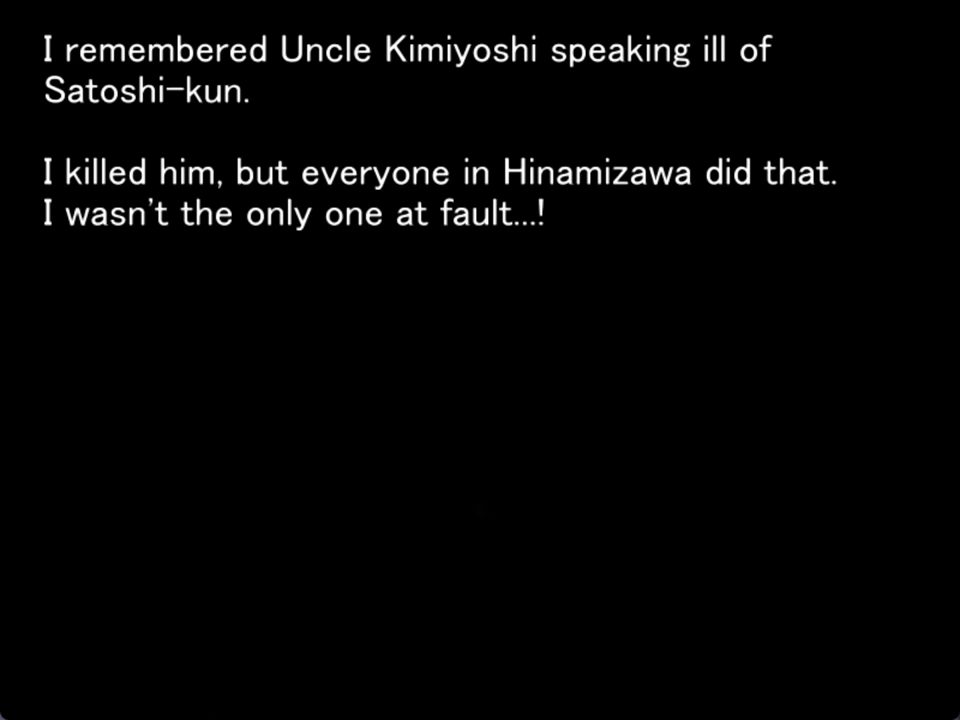 I remembered Uncle Kimiyoshi speaking ill of
Satoshi-kun.
I killed him, but everyone in Hinamizawa did that.
I wasn't the only one at fault...!